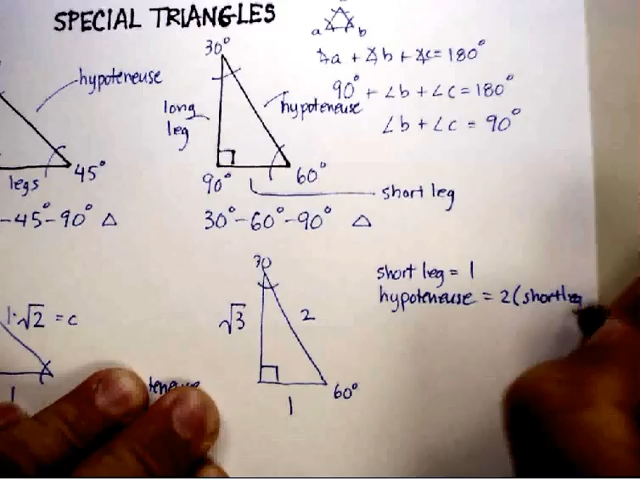 SPECIAL TRIANGLES
a b
∡a + ∡b + ∡c = 180°
90° + ∠b + ∠c = 180°
∠b + ∠c = 90°
30°
hypoteneuse
long
leg
hypoteneuse
45°
legs
90°
60°
short leg
-45°-90° △
30°-60°-90° △
30
short leg = 1
hypoteneuse = 2(shortleg
1·√2 = c
√3
2
60°
1
1